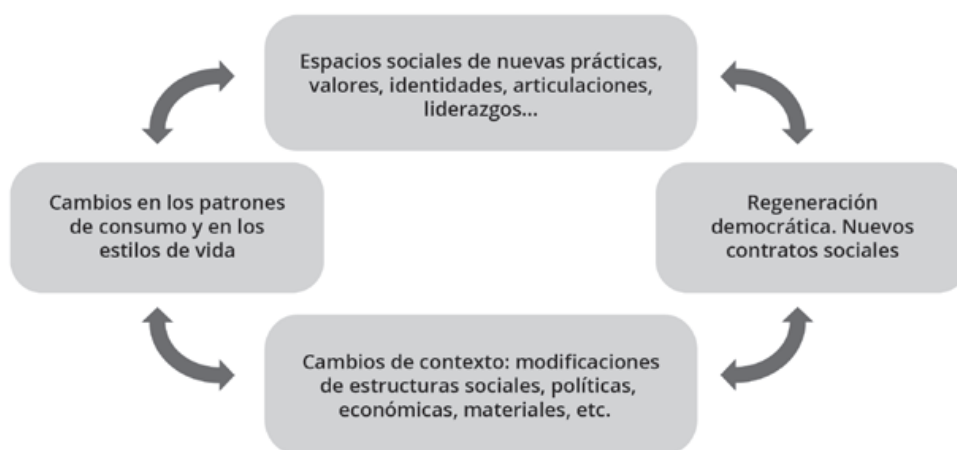 Espacios sociales de nuevas prácticas,
valores, identidades, articulaciones,
liderazgos...
Cambios en los patrones
de consumo y en los
estilos de vida
Regeneración
democrática. Nuevos
contratos sociales
Cambios de contexto: modificaciones
de estructuras sociales, políticas,
económicas, materiales, etc.